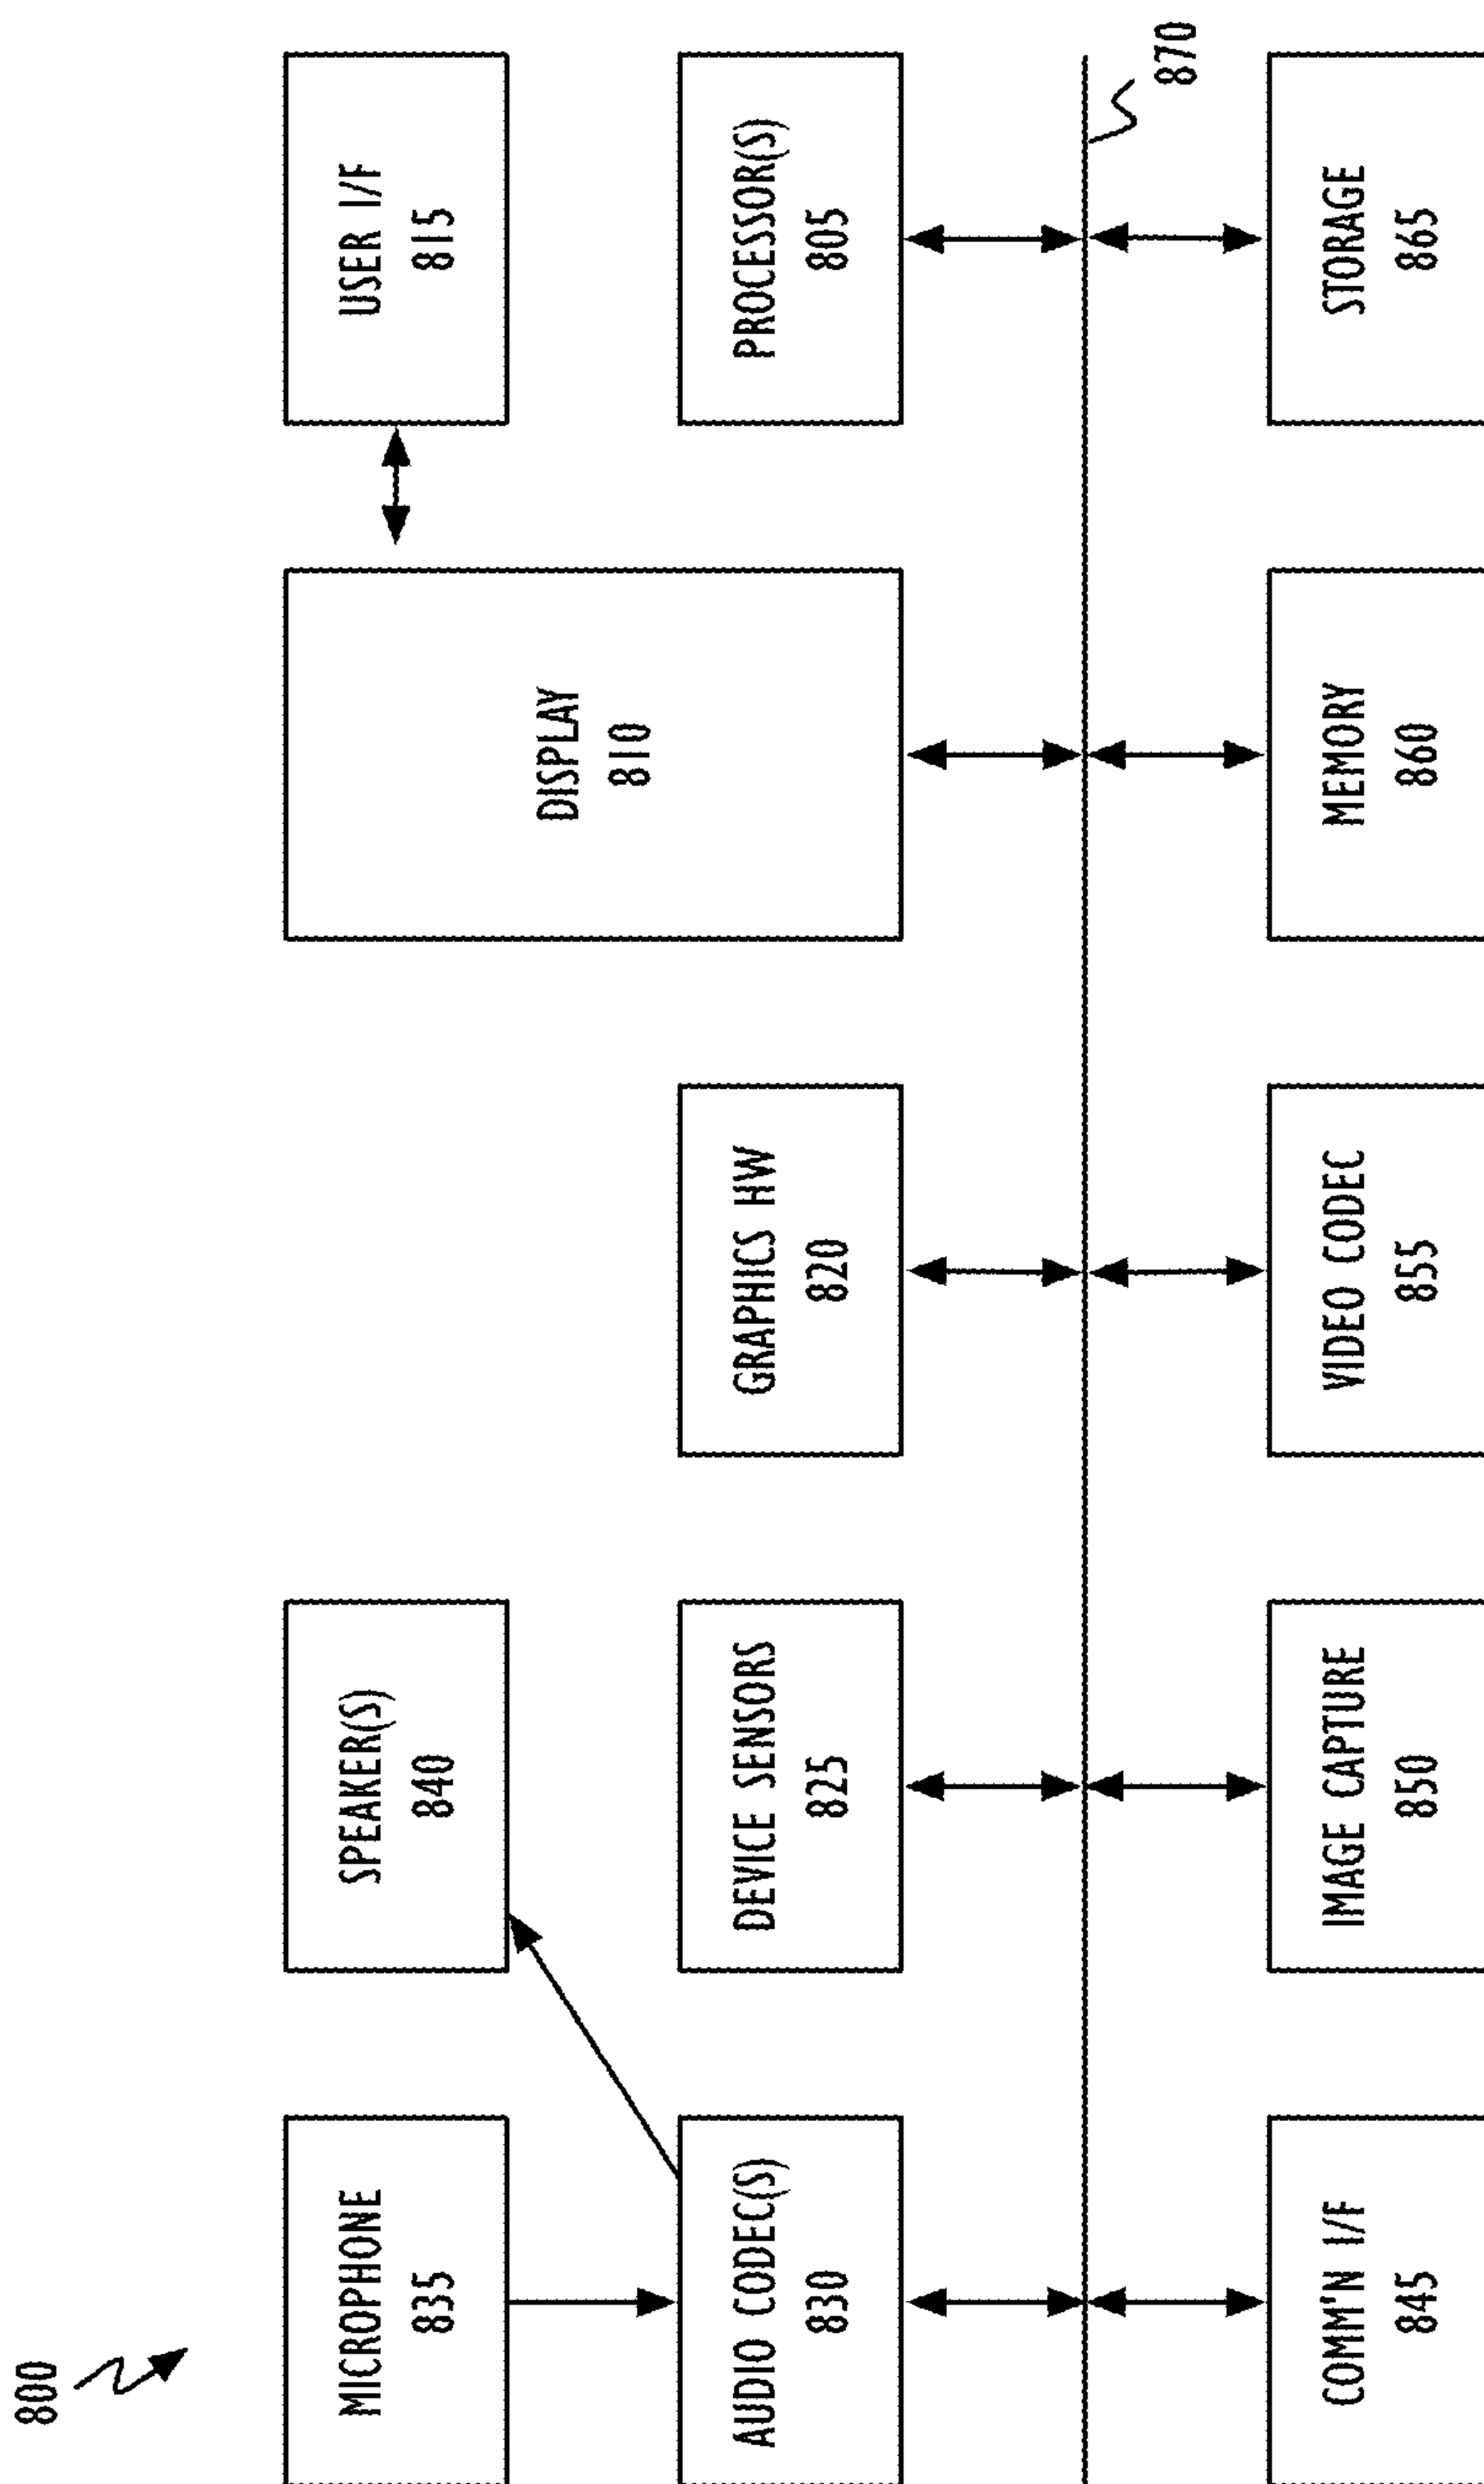 800
MICROPHONE
835
SPEAKER(S)
840
USER I/F
815
DISPLAY
810
AUDIO CODEC(S)
830
DEVICE SENSORS
825
GRAPHICS HW
820
PROCESSOR(S)
805
870
COMM'N I/F
845
IMAGE CAPTURE
850
VIDEO CODEC
855
MEMORY
860
STORAGE
865